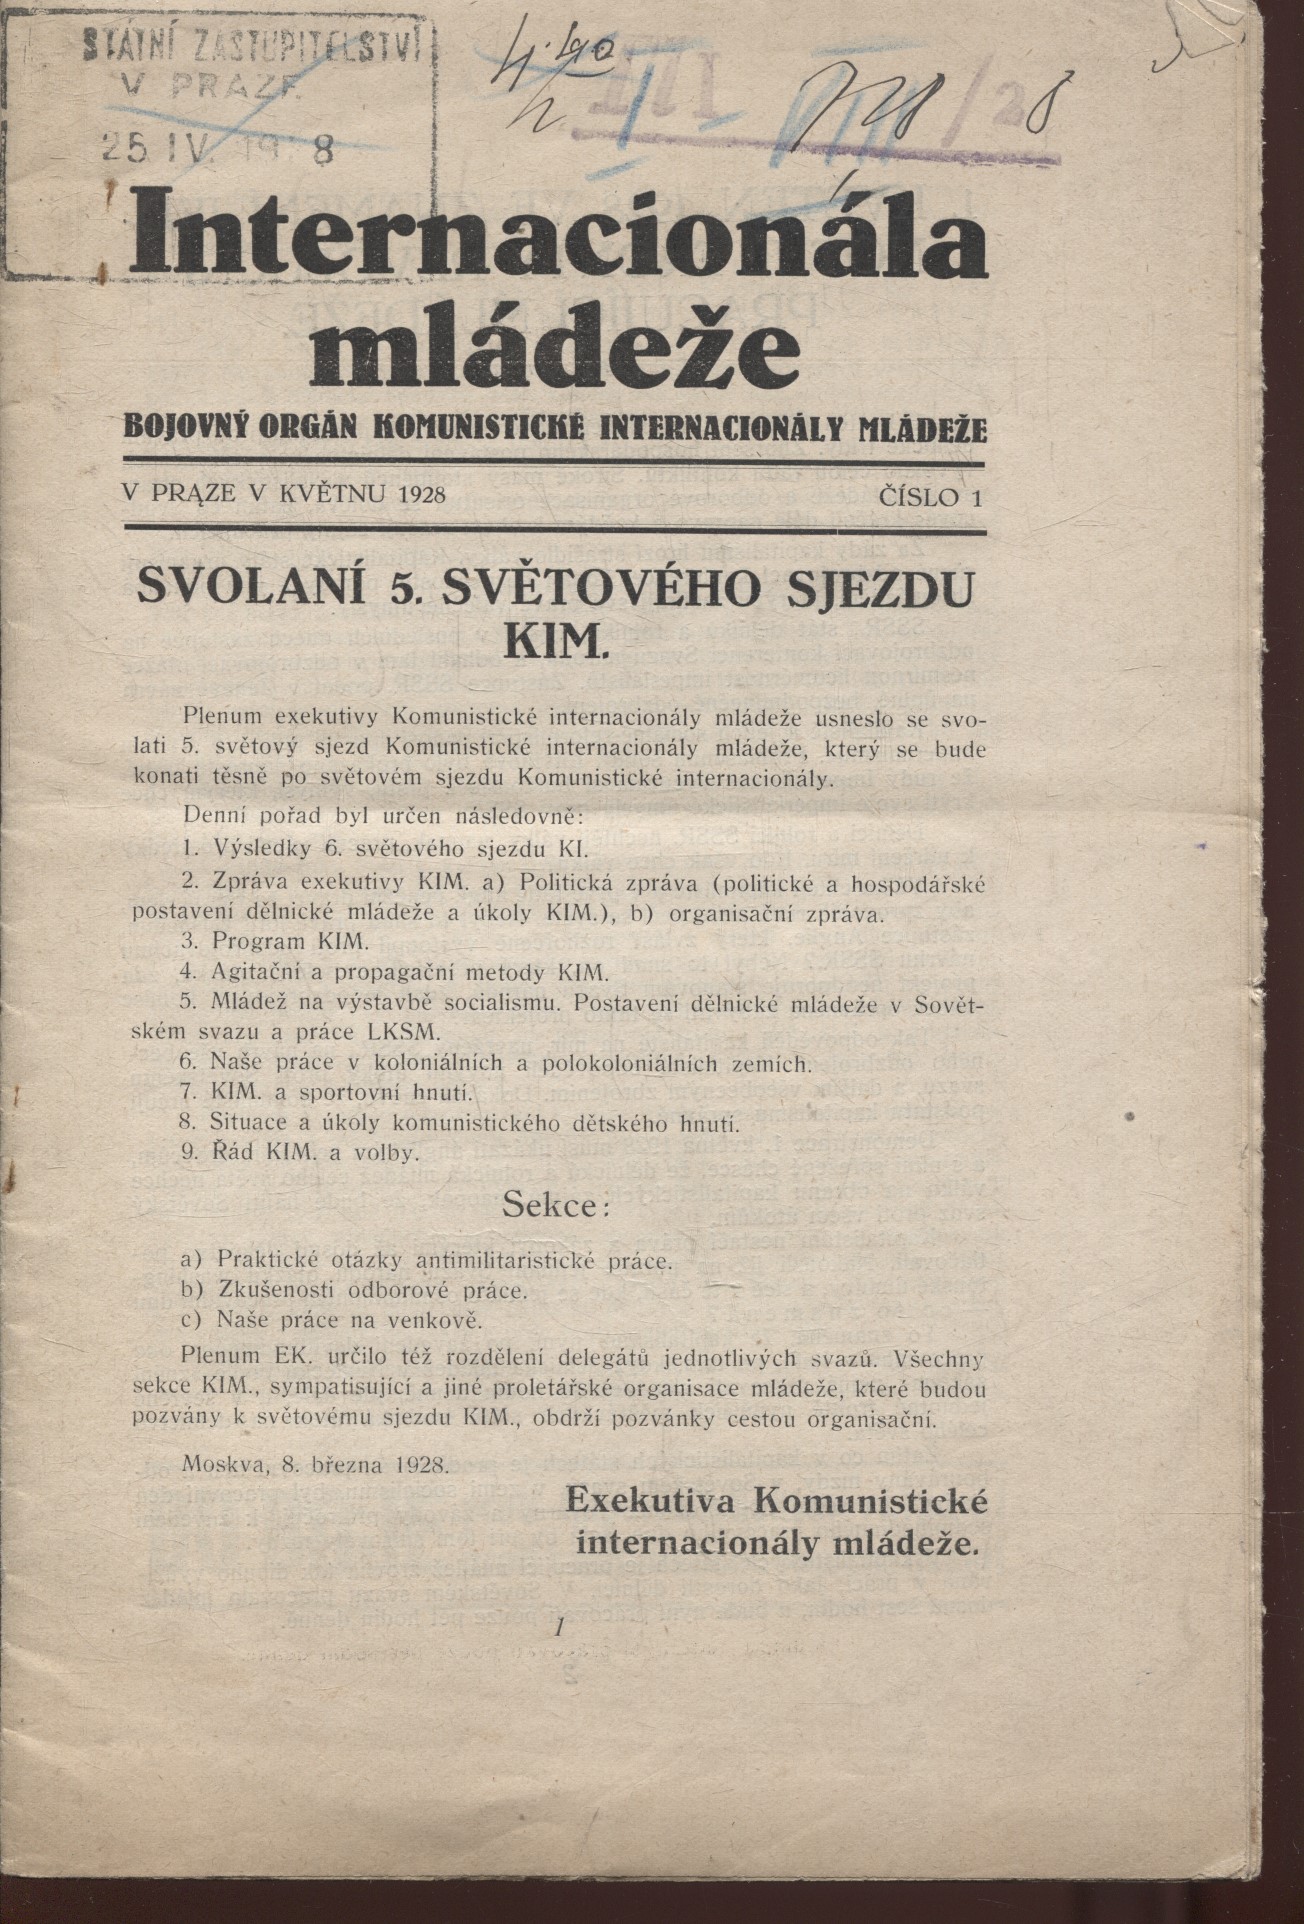 STÁTNÍ ZASTUPITELSTVÍ
V PRAZE
25 IV. 19 8
Internacionála
mládeže
BOJOVNÝ ORGÁN KOMUNISTICKÉ INTERNACIONÁLY MLÁDEŽE
V PRAZE V KVĚTNU 1928 ČÍSLO 1
SVOLANÍ 5. SVĚTOVÉHO SJEZDU
KIM.
Plenum exekutivy Komunistické internacionály mládeže usneslo se svo-
lati 5. světový sjezd Komunistické internacionály mládeže, který se bude
konati těsně po světovém sjezdu Komunistické internacionály.
Denní pořad byl určen následovně:
1. Výsledky 6. světového sjezdu KI.
2. Zpráva exekutivy KIM. a) Politická zpráva (politické a hospodářské
postavení dělnické mládeže a úkoly KIM.), b) organisační zpráva.
3. Program KIM.
4. Agitační a propagační metody KIM.
5. Mládež na výstavbě socialismu. Postavení dělnické mládeže v Sovět-
ském svazu a práce LKSM.
6. Naše práce v koloniálních a polokoloniálních zemích.
7. KIM. a sportovní hnutí.
8. Situace a úkoly komunistického dětského hnutí.
9. Řád KIM. a volby.
Sekce:
a) Praktické otázky antimilitaristické práce.
b) Zkušenosti odborové práce.
c) Naše práce na venkově.
Plenum EK. určilo též rozdělení delegátů jednotlivých svazů. Všechny
sekce KIM., sympatisující a jiné proletářské organisace mládeže, které budou
pozvány k světovému sjezdu KIM., obdrží pozvánky cestou organisační.
Moskva, 8. března 1928.
Exekutiva Komunistické
internacionály mládeže.
1